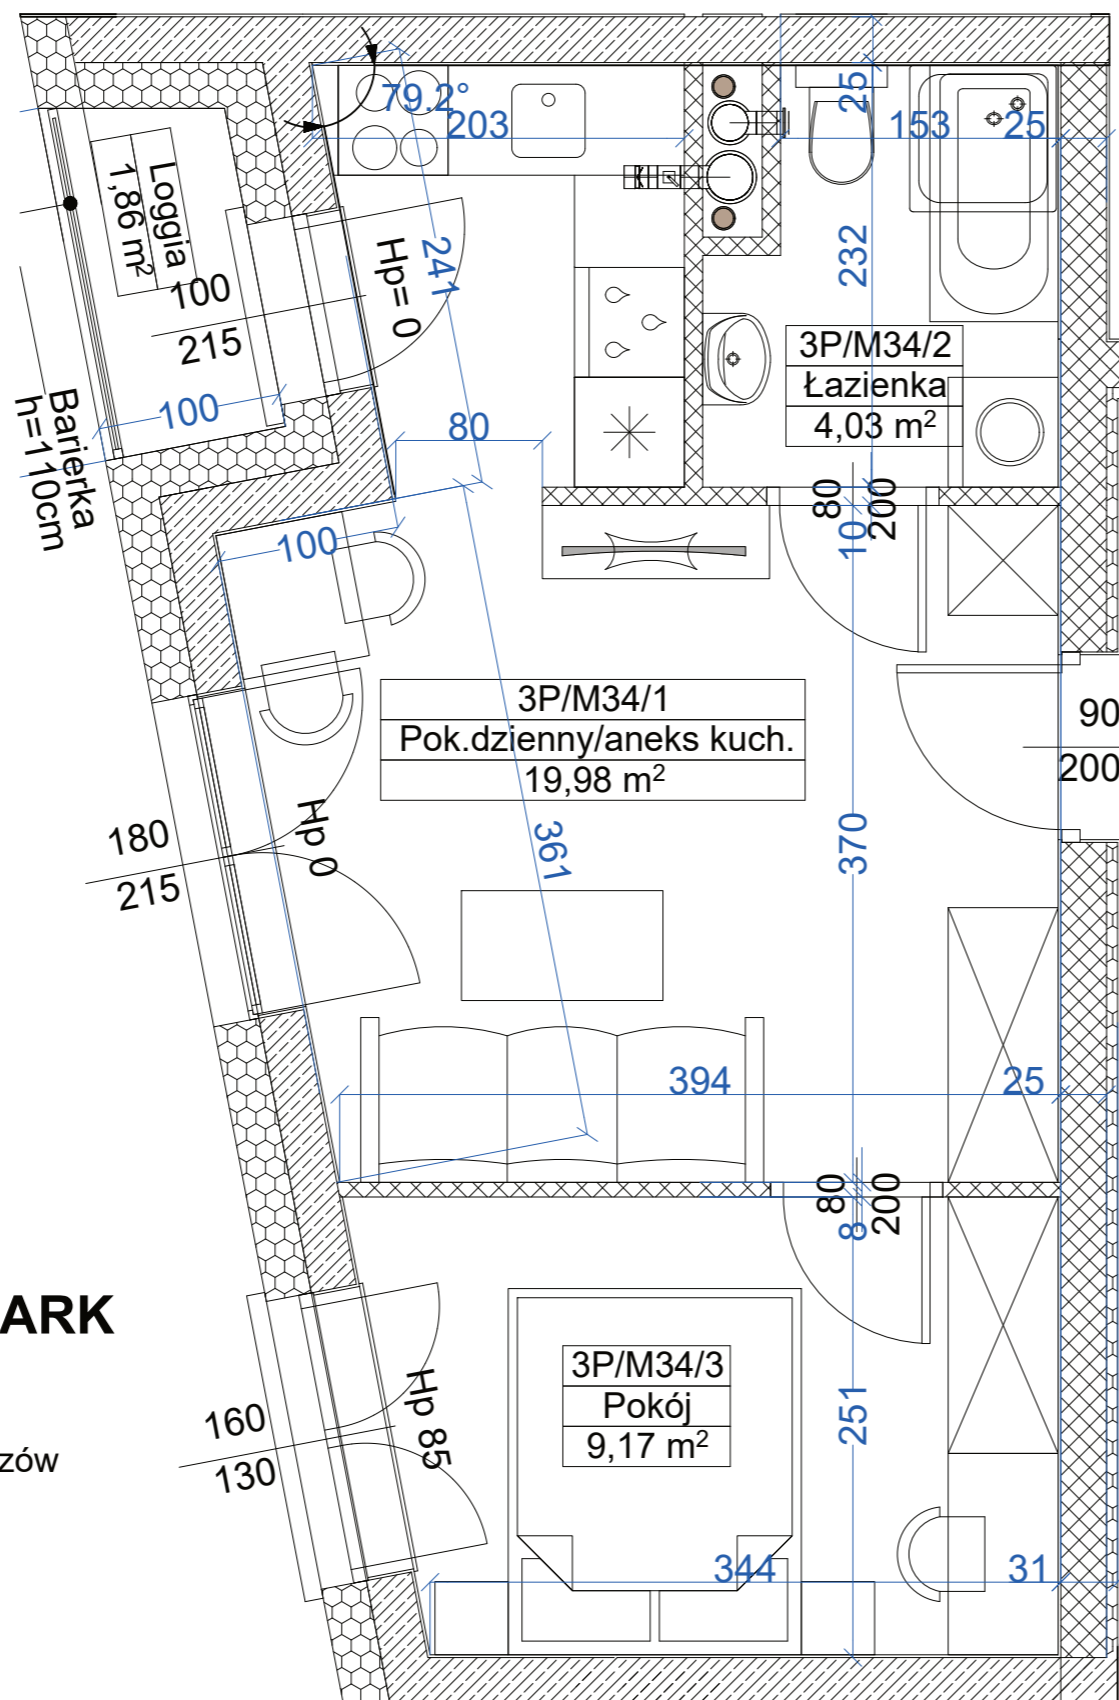 79.2°
203
25
153
25
Loggia
1,86 m²
100
215
Hp= 0
241
232
3P/M34/2
Łazienka
4,03 m²
100
80
Barierka
h=110cm
80
200
10
100
3P/M34/1
Pok.dzienny/aneks kuch.
19,98 m²
90
200
180
215
Hp 0
361
370
394
25
80
200
8
ARK
3P/M34/3
Pokój
9,17 m²
160
130
Hp 85
251
zów
344
31